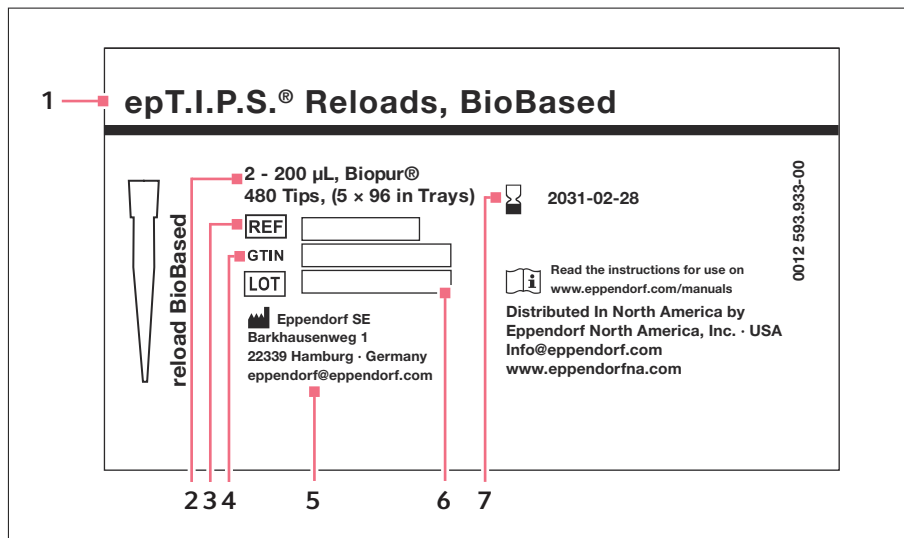 1
epT.I.P.S.® Reloads, BioBased
reload BioBased
2 - 200 µL, Biopur®
480 Tips, (5 × 96 in Trays)
REF
GTIN
LOT
Eppendorf SE
Barkhausenweg 1
22339 Hamburg · Germany
eppendorf@eppendorf.com
2031-02-28
i
Read the instructions for use on
www.eppendorf.com/manuals
Distributed In North America by
Eppendorf North America, Inc. · USA
Info@eppendorf.com
www.eppendorfna.com
0012 593.933-00
2 3 4 5 6 7